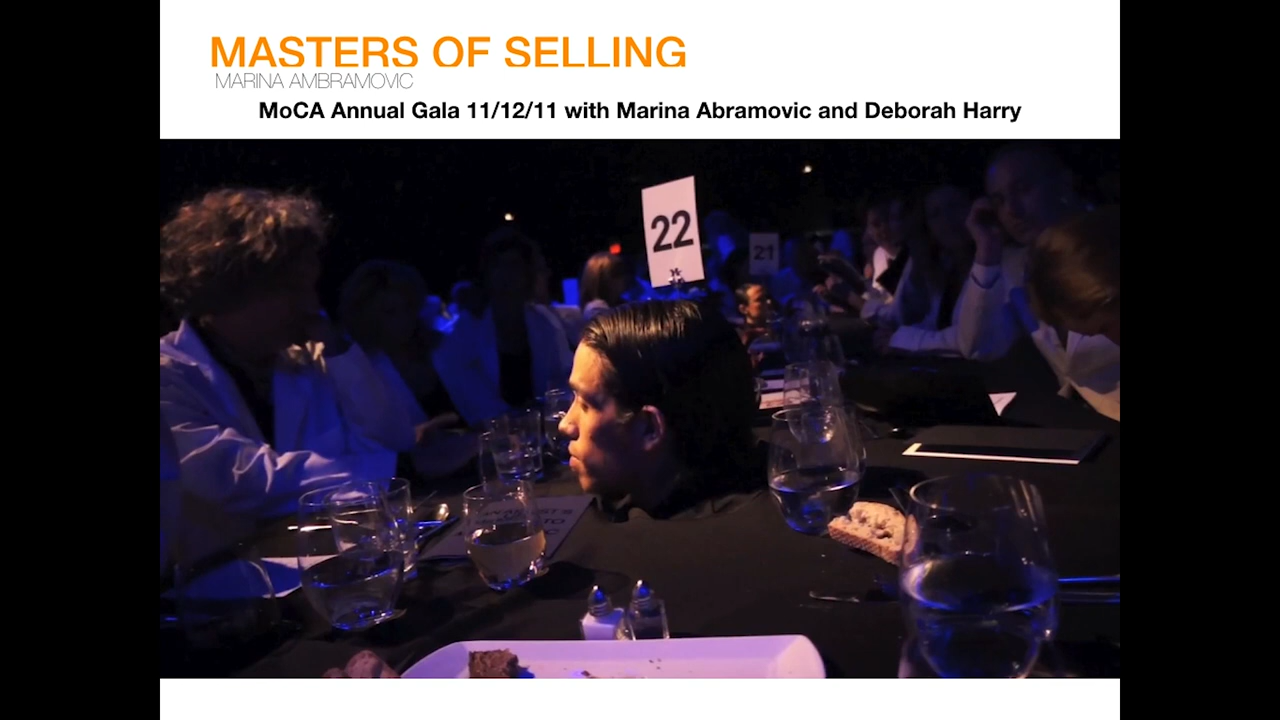 MASTERS OF SELLING
MARINA AMBRAMOVIC
MoCA Annual Gala 11/12/11 with Marina Abramovic and Deborah Harry
22
21